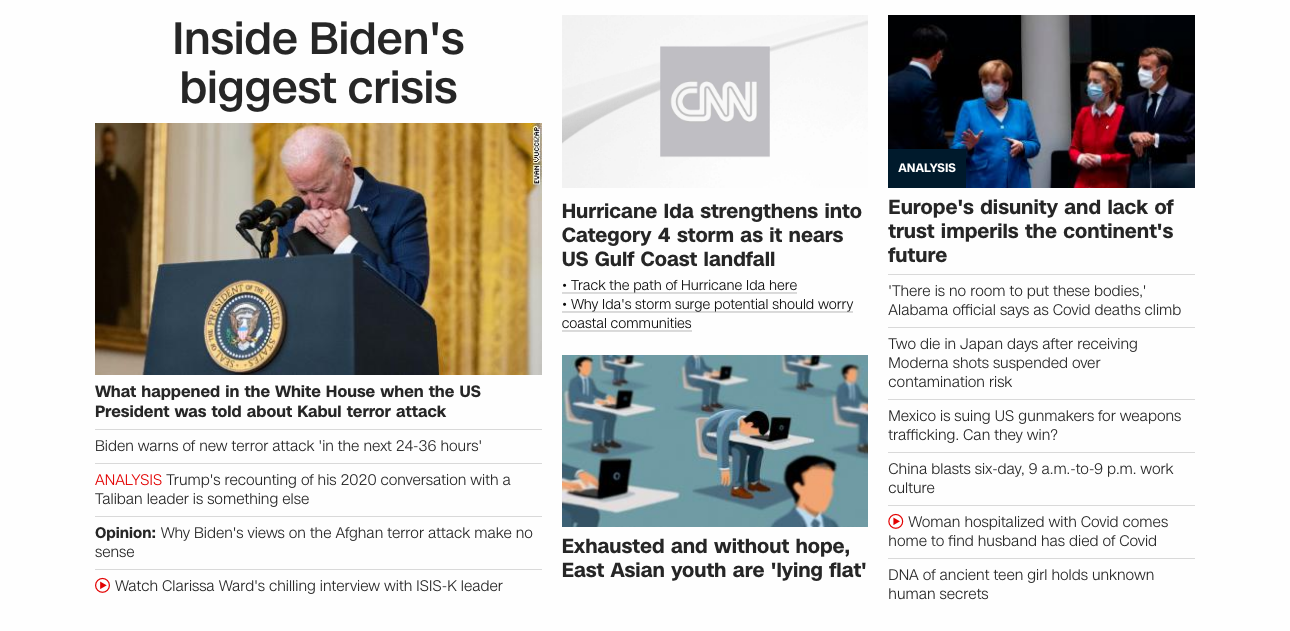 Inside Biden's
biggest crisis
EVAN VUCCI/AP
What happened in the White House when the US
President was told about Kabul terror attack
Biden warns of new terror attack 'in the next 24-36 hours'
ANALYSIS Trump's recounting of his 2020 conversation with a
Taliban leader is something else
Opinion: Why Biden's views on the Afghan terror attack make no
sense
Watch Clarissa Ward's chilling interview with ISIS-K leader
CNN
Hurricane Ida strengthens into
Category 4 storm as it nears
US Gulf Coast landfall
• Track the path of Hurricane Ida here
• Why Ida's storm surge potential should worry
coastal communities
Exhausted and without hope,
East Asian youth are 'lying flat'
ANALYSIS
Europe's disunity and lack of
trust imperils the continent's
future
'There is no room to put these bodies,'
Alabama official says as Covid deaths climb
Two die in Japan days after receiving
Moderna shots suspended over
contamination risk
Mexico is suing US gunmakers for weapons
trafficking. Can they win?
China blasts six-day, 9 a.m.-to-9 p.m. work
culture
Woman hospitalized with Covid comes
home to find husband has died of Covid
DNA of ancient teen girl holds unknown
human secrets